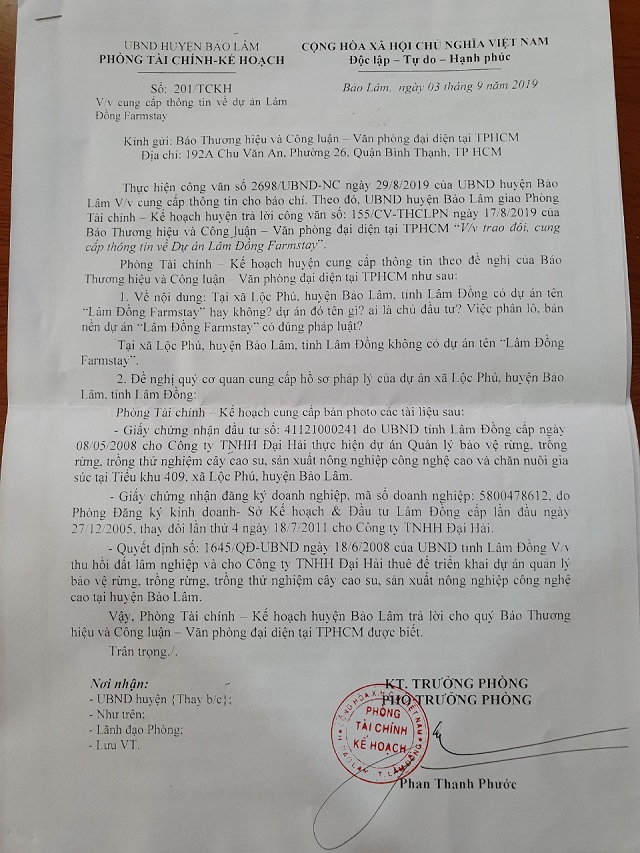 UBND HUYỆN BẢO LÂM
PHÒNG TÀI CHÍNH-KẾ HOẠCH
CỘNG HÒA XÃ HỘI CHỦ NGHĨA VIỆT NAM
Độc lập – Tự do – Hạnh phúc
Số: 201/TCKH
V/v cung cấp thông tin về dự án Lâm
Đồng Farmstay
Bảo Lâm, ngày 03 tháng 9 năm 2019
Kính gửi: Báo Thương hiệu và Công luận – Văn phòng đại diện tại TPHCM
Địa chỉ: 192A Chu Văn An, Phường 26, Quận Bình Thạnh, TP HCM
Thực hiện công văn số 2698/UBND-NC ngày 29/8/2019 của UBND huyện Bảo
Lâm V/v cung cấp thông tin cho báo chí. Theo đó, UBND huyện Bảo Lâm giao Phòng
Tài chính – Kế hoạch huyện trả lời công văn số: 155/CV-THCLPN ngày 17/8/2019 của
Báo Thương hiệu và Công luận – Văn phòng đại diện tại TPHCM “V/v trao đổi, cung
cấp thông tin về Dự án Lâm Đồng Farmstay”.
Phòng Tài chính – Kế hoạch huyện cung cấp thông tin theo đề nghị của Báo
Thương hiệu và Công luận – Văn phòng đại diện tại TPHCM như sau:
1. Về nội dung: Tại xã Lộc Phú, huyện Bảo Lâm, tỉnh Lâm Đồng có dự án tên
“Lâm Đồng Farmstay” hay không? dự án đó tên gì? ai là chủ đầu tư? Việc phân lô, bán
nền dự án “Lâm Đồng Farmstay” có đúng pháp luật?
Tại xã Lộc Phú, huyện Bảo Lâm, tỉnh Lâm Đồng không có dự án tên “Lâm Đồng
Farmstay”.
2. Đề nghị quý cơ quan cung cấp hồ sơ pháp lý của dự án xã Lộc Phú, huyện Bảo
Lâm, tỉnh Lâm Đồng:
Phòng Tài chính – Kế hoạch cung cấp bản photo các tài liệu sau:
- Giấy chứng nhận đầu tư số: 41121000241 do UBND tỉnh Lâm Đồng cấp ngày
08/05/2008 cho Công ty TNHH Đại Hải thực hiện dự án Quản lý bảo vệ rừng, trồng
rừng, trồng thử nghiệm cây cao su, sản xuất nông nghiệp công nghệ cao và chăn nuôi gia
súc tại Tiểu khu 409, xã Lộc Phú, huyện Bảo Lâm.
- Giấy chứng nhận đăng ký doanh nghiệp, mã số doanh nghiệp: 5800478612, do
Phòng Đăng ký kinh doanh- Sở Kế hoạch & Đầu tư Lâm Đồng cấp lần đầu ngày
27/12/2005, thay đổi lần thứ 4 ngày 18/7/2011 cho Công ty TNHH Đại Hải.
- Quyết định số: 1645/QĐ-UBND ngày 18/6/2008 của UBND tỉnh Lâm Đồng V/v
thu hồi đất lâm nghiệp và cho Công ty TNHH Đại Hải thuê để triển khai dự án quản lý
bảo vệ rừng, trồng rừng, trồng thử nghiệm cây cao su, sản xuất nông nghiệp công nghệ
cao tại huyện Bảo Lâm.
Vậy, Phòng Tài chính – Kế hoạch huyện Bảo Lâm trả lời cho quý Báo Thương
hiệu và Công luận – Văn phòng đại diện tại TPHCM được biết.
Trân trọng./.
Nơi nhận:
- UBND huyện {Thay b/c};
- Như trên;
- Lãnh đạo Phòng;
- Lưu VT.
KT. TRƯỞNG PHÒNG
PHÓ TRƯỞNG PHÒNG
PHÒNG
TÀI CHÍNH
KẾ HOẠCH
Phan Thanh Phước